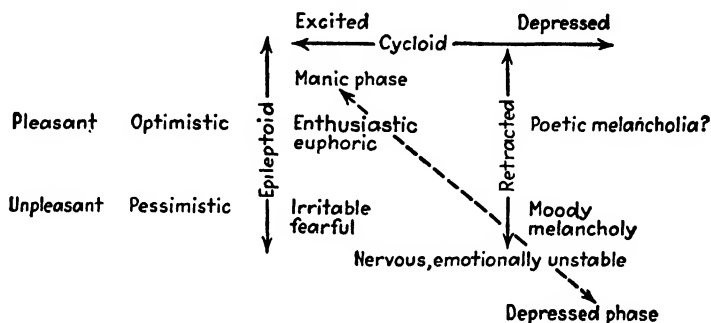 Excited Depressed
Cycloid
Manic phase
Pleasant Optimistic Enthusiastic Poetic melancholia?
euphoric
Epileptoid
Retracted
Unpleasant Pessimistic Irritable Moody
fearful melancholy
Nervous, emotionally unstable
Depressed phase